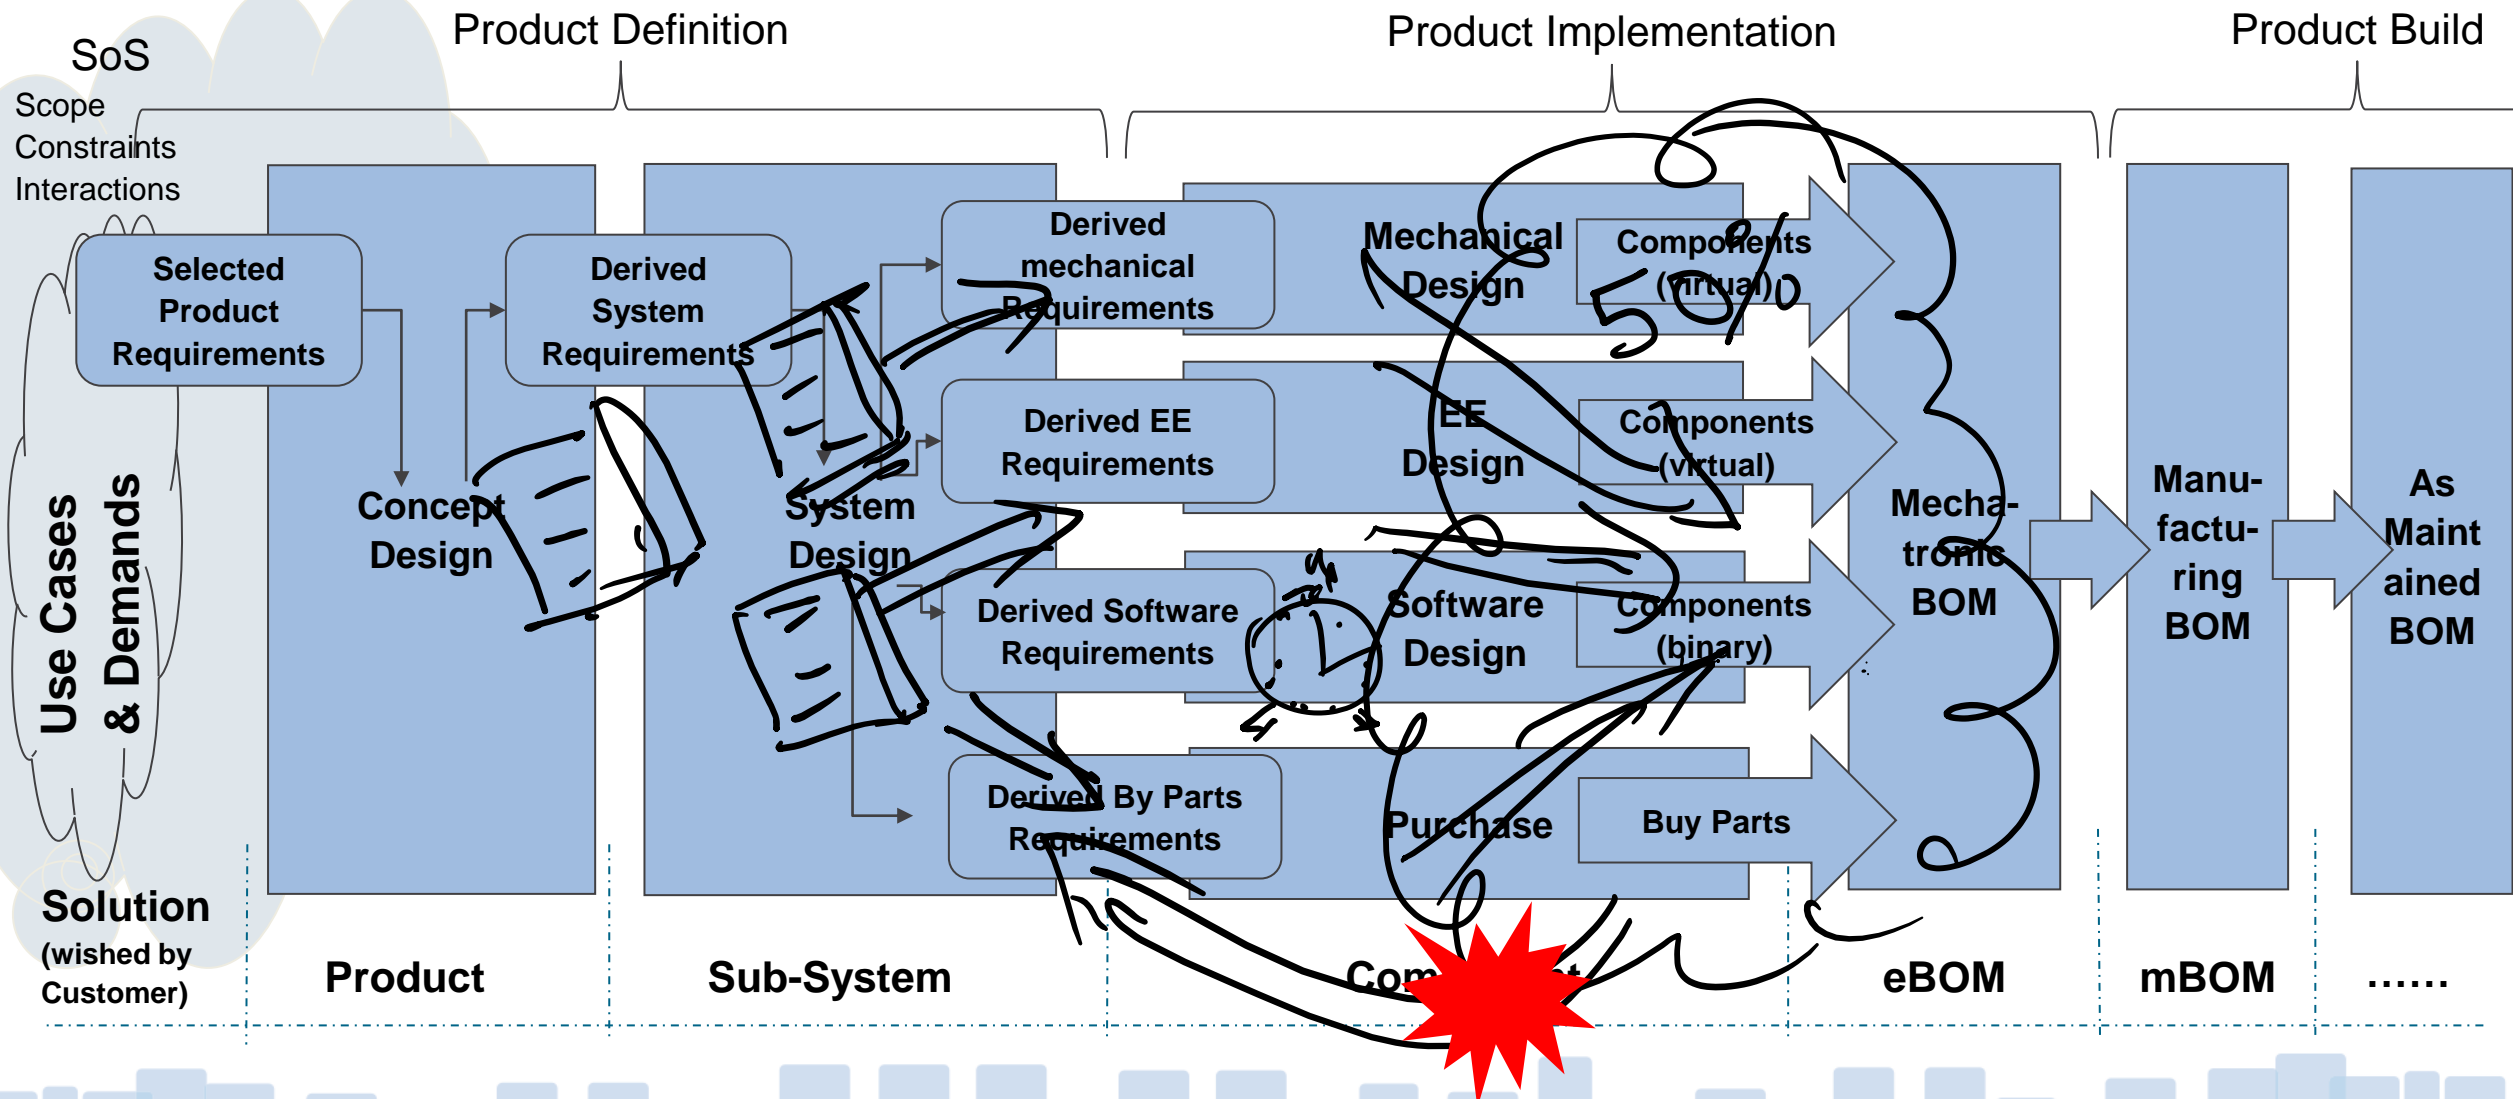 Product Definition
Product Implementation
Product Build
SoS
Scope
Constraints
Interactions
Use Cases
& Demands
Selected
Product
Requirements
Concept
Design
Derived
System
Requirements
System
Design
Derived
mechanical
Requirements
Derived EE
Requirements
Derived Software
Requirements
Derived By Parts
Requirements
Mechanical
Design
EE
Design
Software
Design
Purchase
Components
(virtual)
50%
Components
(virtual)
Components
(binary)
Buy Parts
Mecha-
tronic
BOM
Manu-
factu-
ring
BOM
As
Maint
ained
BOM
Solution
(wished by
Customer)
Product
Sub-System
eBOM
mBOM
......